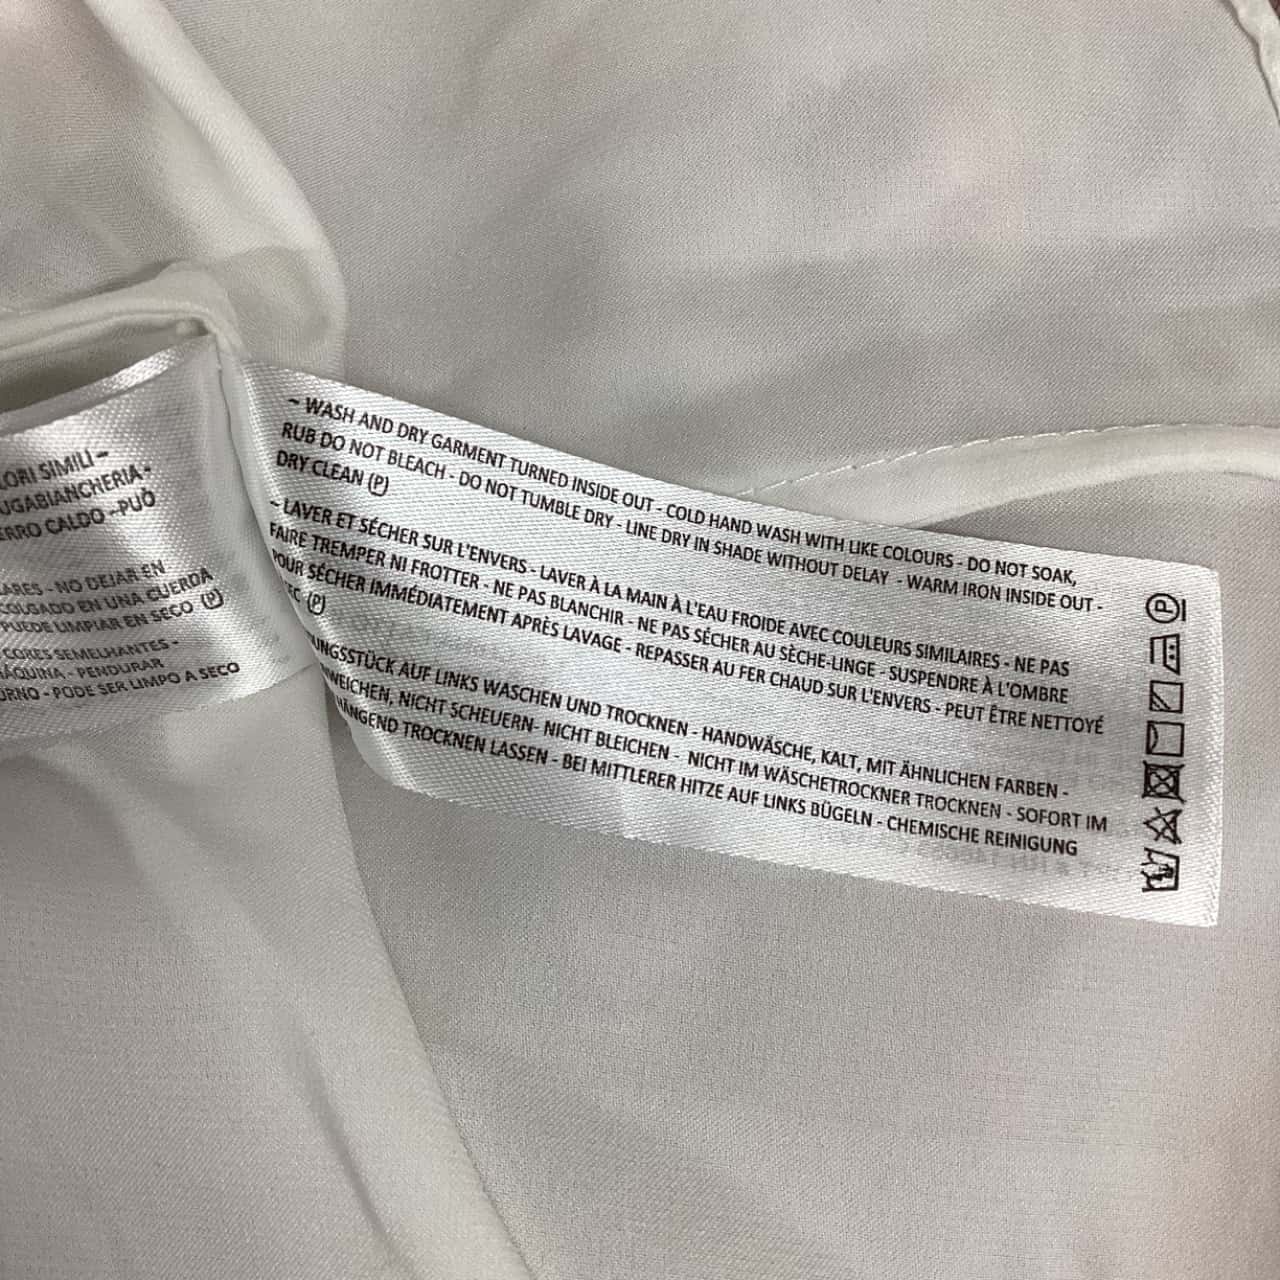 LORI SIMILI –
UGABIANCHERIA -
ERRO CALDO –PUÒ
ARES - NO DEJAR EN
COLGADO EN UNA CUERDA
PUEDE LIMPIAR EN SECO (P)
CORES SEMELHANTES -
ÁQUINA - PENDURAR
ORNO - PODE SER LIMPO A SECO
~ WASH AND DRY GARMENT TURNED INSIDE OUT - COLD HAND WASH WITH LIKE COLOURS - DO NOT SOAK,
RUB DO NOT BLEACH - DO NOT TUMBLE DRY - LINE DRY IN SHADE WITHOUT DELAY - WARM IRON INSIDE OUT -
DRY CLEAN (P)
~ LAVER ET SÉCHER SUR L'ENVERS - LAVER À LA MAIN À L'EAU FROIDE AVEC COULEURS SIMILAIRES - NE PAS
FAIRE TREMPER NI FROTTER - NE PAS BLANCHIR - NE PAS SÉCHER AU SÈCHE-LINGE - SUSPENDRE À L'OMBRE
POUR SÉCHER IMMÉDIATEMENT APRÈS LAVAGE - REPASSER AU FER CHAUD SUR L'ENVERS - PEUT ÊTRE NETTOYÉ
EC (P)
UNGSSTÜCK AUF LINKS WASCHEN UND TROCKNEN - HANDWÄSCHE, KALT, MIT ÄHNLICHEN FARBEN -
WEICHEN, NICHT SCHEUERN- NICHT BLEICHEN - NICHT IM WÄSCHETROCKNER TROCKNEN - SOFORT IM
HÄNGEND TROCKNEN LASSEN - BEI MITTLERER HITZE AUF LINKS BÜGELN - CHEMISCHE REINIGUNG
P